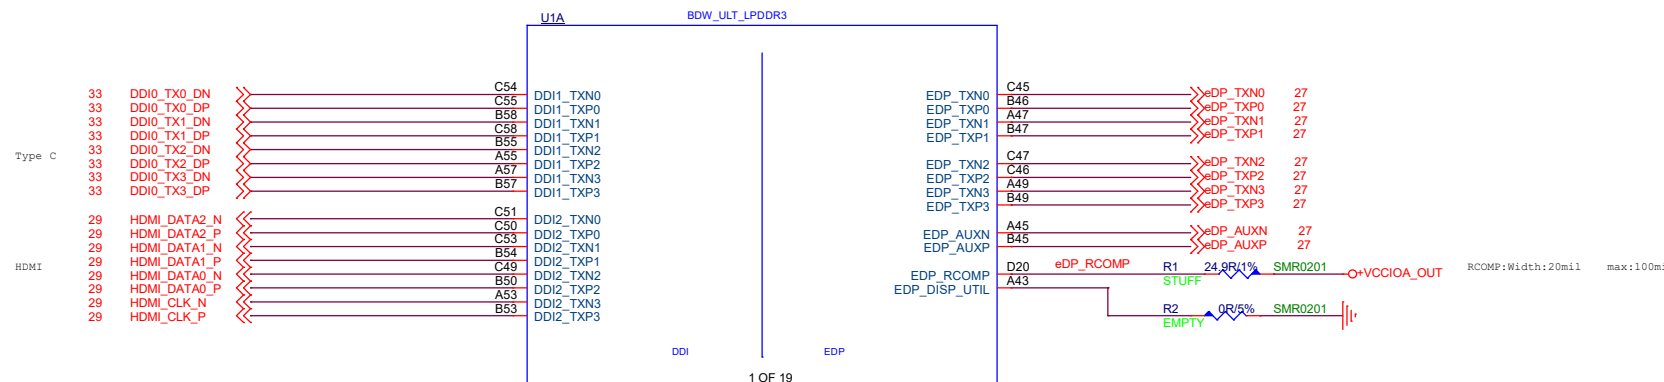 U1A BDW_ULT_LPDDR3
33 DDI0_TX0_DN C54 DDI1_TXN0 EDP_TXN0 C45 eDP_TXN0 27
33 DDI0_TX0_DP C55 DDI1_TXP0 EDP_TXP0 B46 eDP_TXP0 27
33 DDI0_TX1_DN B58 DDI1_TXN1 EDP_TXN1 A47 eDP_TXN1 27
33 DDI0_TX1_DP C58 DDI1_TXP1 EDP_TXP1 B47 eDP_TXP1 27
33 DDI0_TX2_DN B55 DDI1_TXN2
Type C 33 DDI0_TX2_DP A55 DDI1_TXP2 EDP_TXN2 C47 eDP_TXN2 27
33 DDI0_TX3_DN A57 DDI1_TXN3 EDP_TXP2 C46 eDP_TXP2 27
33 DDI0_TX3_DP B57 DDI1_TXP3 EDP_TXN3 A49 eDP_TXN3 27
EDP_TXP3 B49 eDP_TXP3 27
29 HDMI_DATA2_N C51 DDI2_TXN0
29 HDMI_DATA2_P C50 DDI2_TXP0 EDP_AUXN A45 eDP_AUXN 27
29 HDMI_DATA1_N C53 DDI2_TXN1 EDP_AUXP B45 eDP_AUXP 27
29 HDMI_DATA1_P B54 DDI2_TXP1
HDMI 29 HDMI_DATA0_N C49 DDI2_TXN2 EDP_RCOMP D20 eDP_RCOMP R1 24.9R/1% SMR0201 +VCCIOA_OUT RCOMP:Width:20mil
STUFF
29 HDMI_DATA0_P B50 DDI2_TXP2 EDP_DISP_UTIL A43
29 HDMI_CLK_N A53 DDI2_TXN3
29 HDMI_CLK_P B53 DDI2_TXP3 R2 0R/5% SMR0201
EMPTY
DDI EDP
1 OF 19